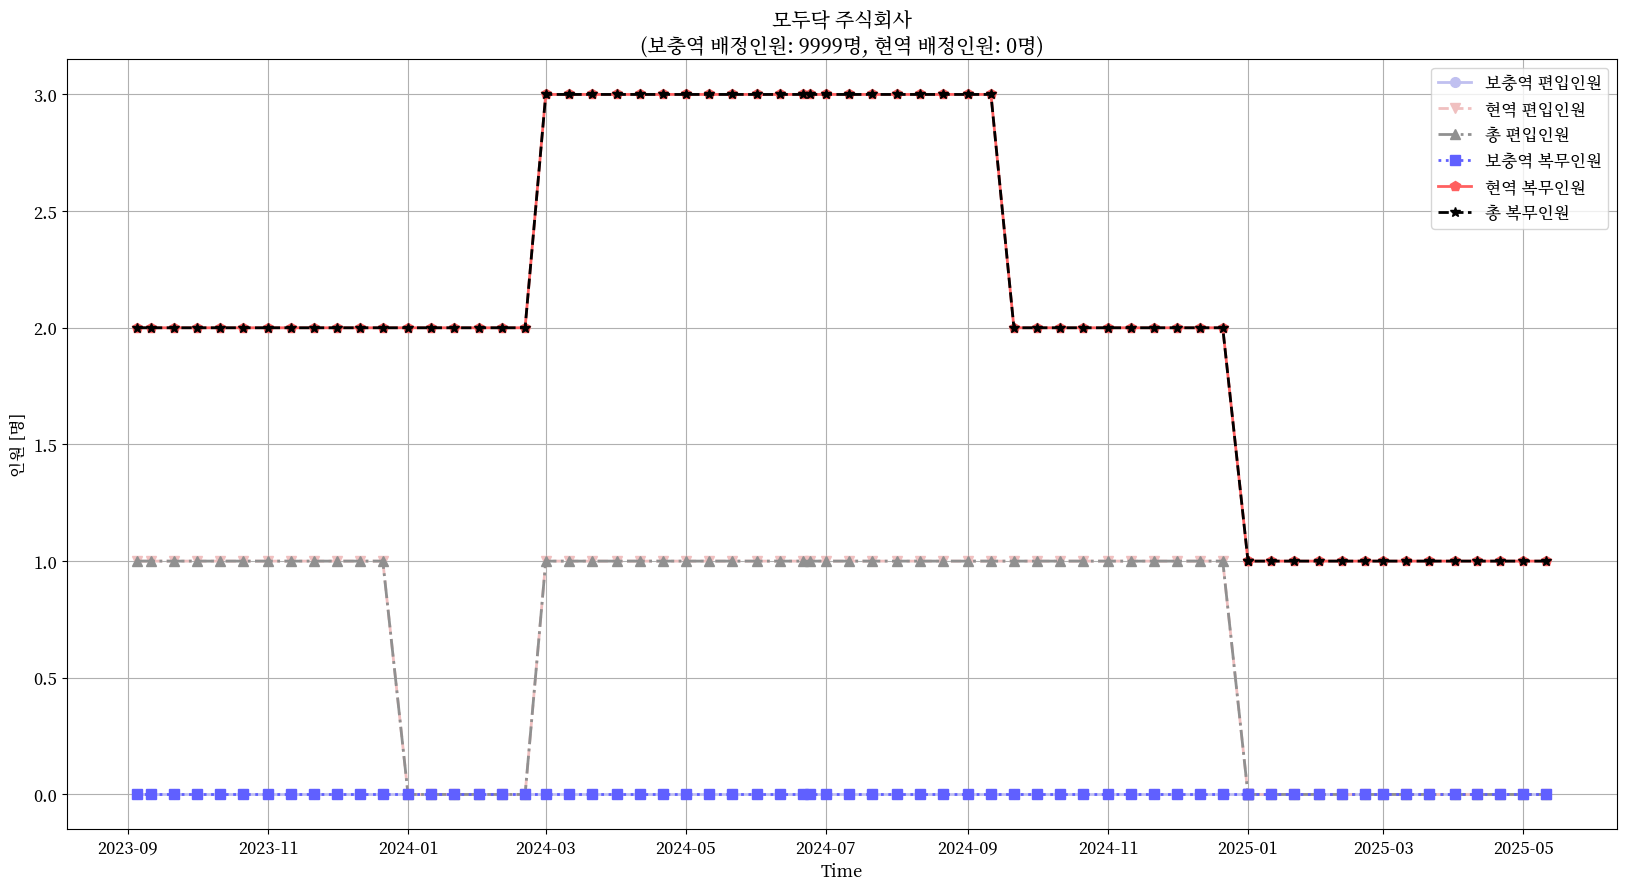 모두닥 주식회사
(보충역 배정인원: 9999명, 현역 배정인원: 0명)
보충역 편입인원
현역 편입인원
총 편입인원
보충역 복무인원
현역 복무인원
총 복무인원
3.0
2.5
2.0
1.5
1.0
0.5
0.0
인원 [명]
2023-09
2023-11
2024-01
2024-03
2024-05
2024-07
2024-09
2024-11
2025-01
2025-03
2025-05
Time